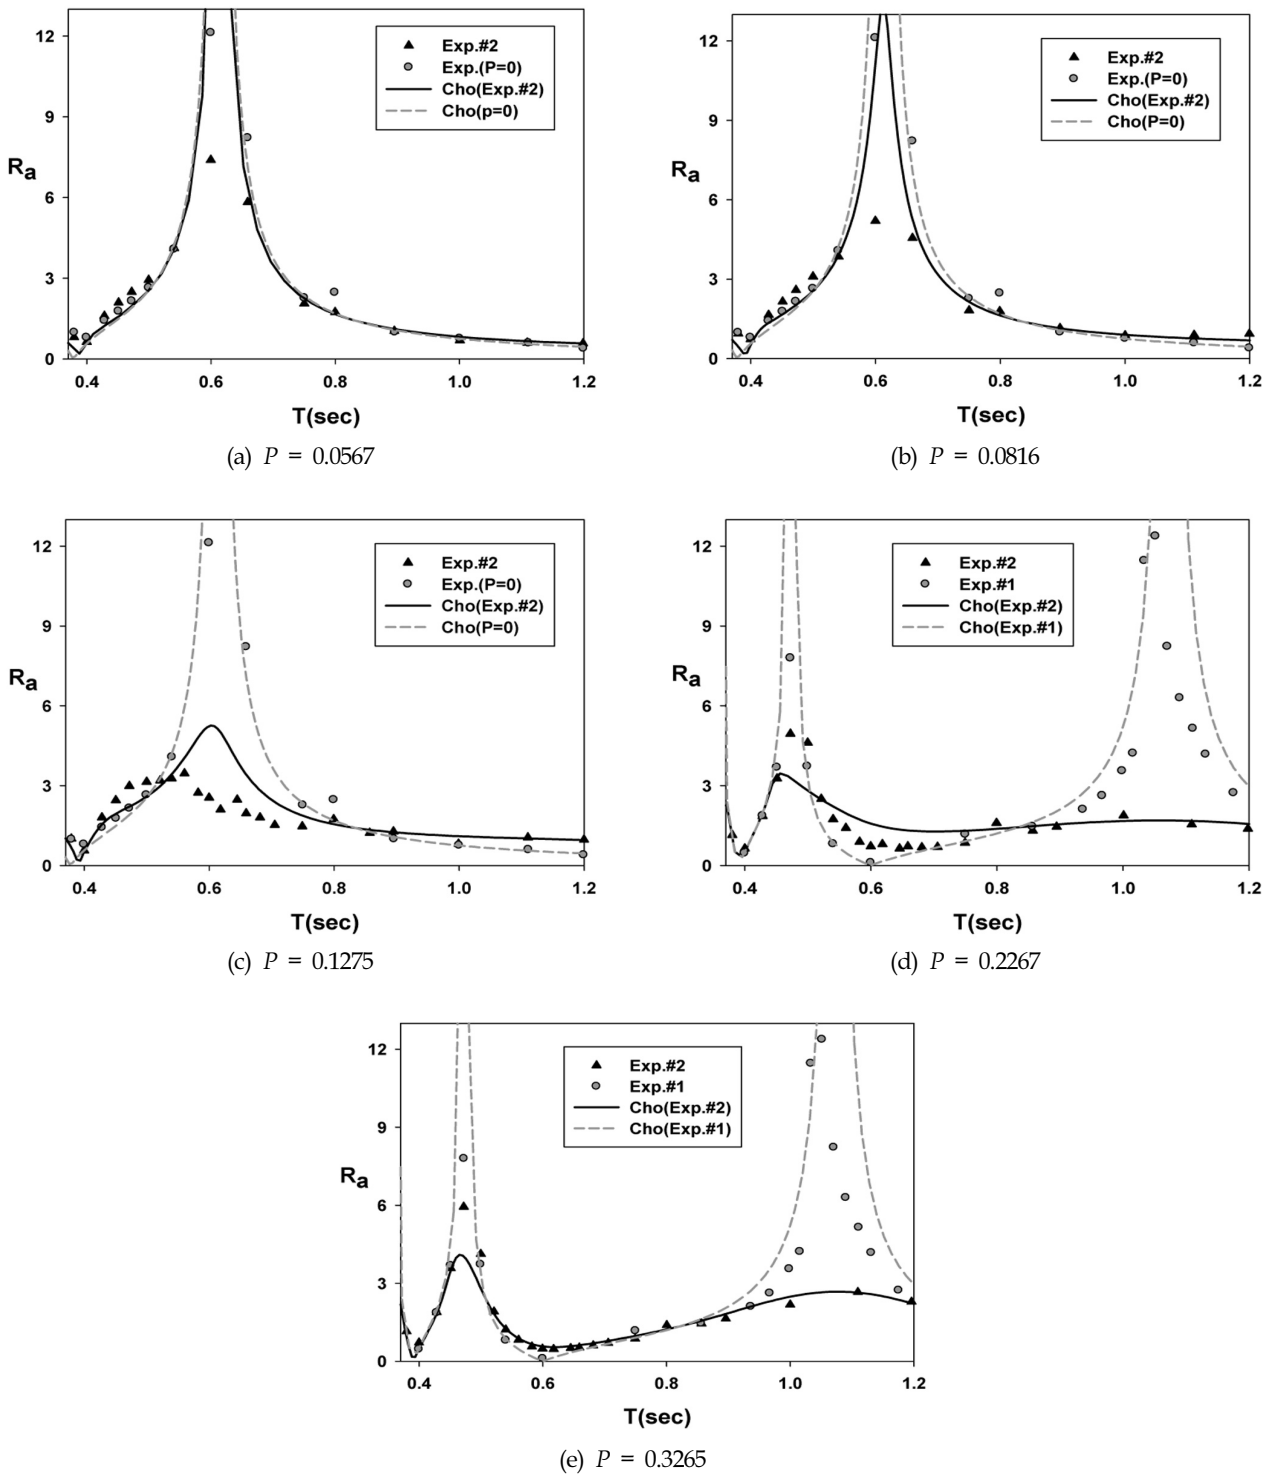 12
9
6
3
0
Ra
0.4 0.6 0.8 1.0 1.2
T(sec)
Exp.#2
Exp.(P=0)
Cho(Exp.#2)
Cho(p=0)
(a) P = 0.0567
12
9
6
3
0
Ra
0.4 0.6 0.8 1.0 1.2
T(sec)
Exp.#2
Exp.(P=0)
Cho(Exp.#2)
Cho(P=0)
(b) P = 0.0816
12
9
6
3
0
Ra
0.4 0.6 0.8 1.0 1.2
T(sec)
Exp.#2
Exp.(P=0)
Cho(Exp.#2)
Cho(P=0)
(c) P = 0.1275
12
9
6
3
0
Ra
0.4 0.6 0.8 1.0 1.2
T(sec)
Exp.#2
Exp.#1
Cho(Exp.#2)
Cho(Exp.#1)
(d) P = 0.2267
12
9
6
3
0
Ra
0.4 0.6 0.8 1.0 1.2
T(sec)
Exp.#2
Exp.#1
Cho(Exp.#2)
Cho(Exp.#1)
(e) P = 0.3265